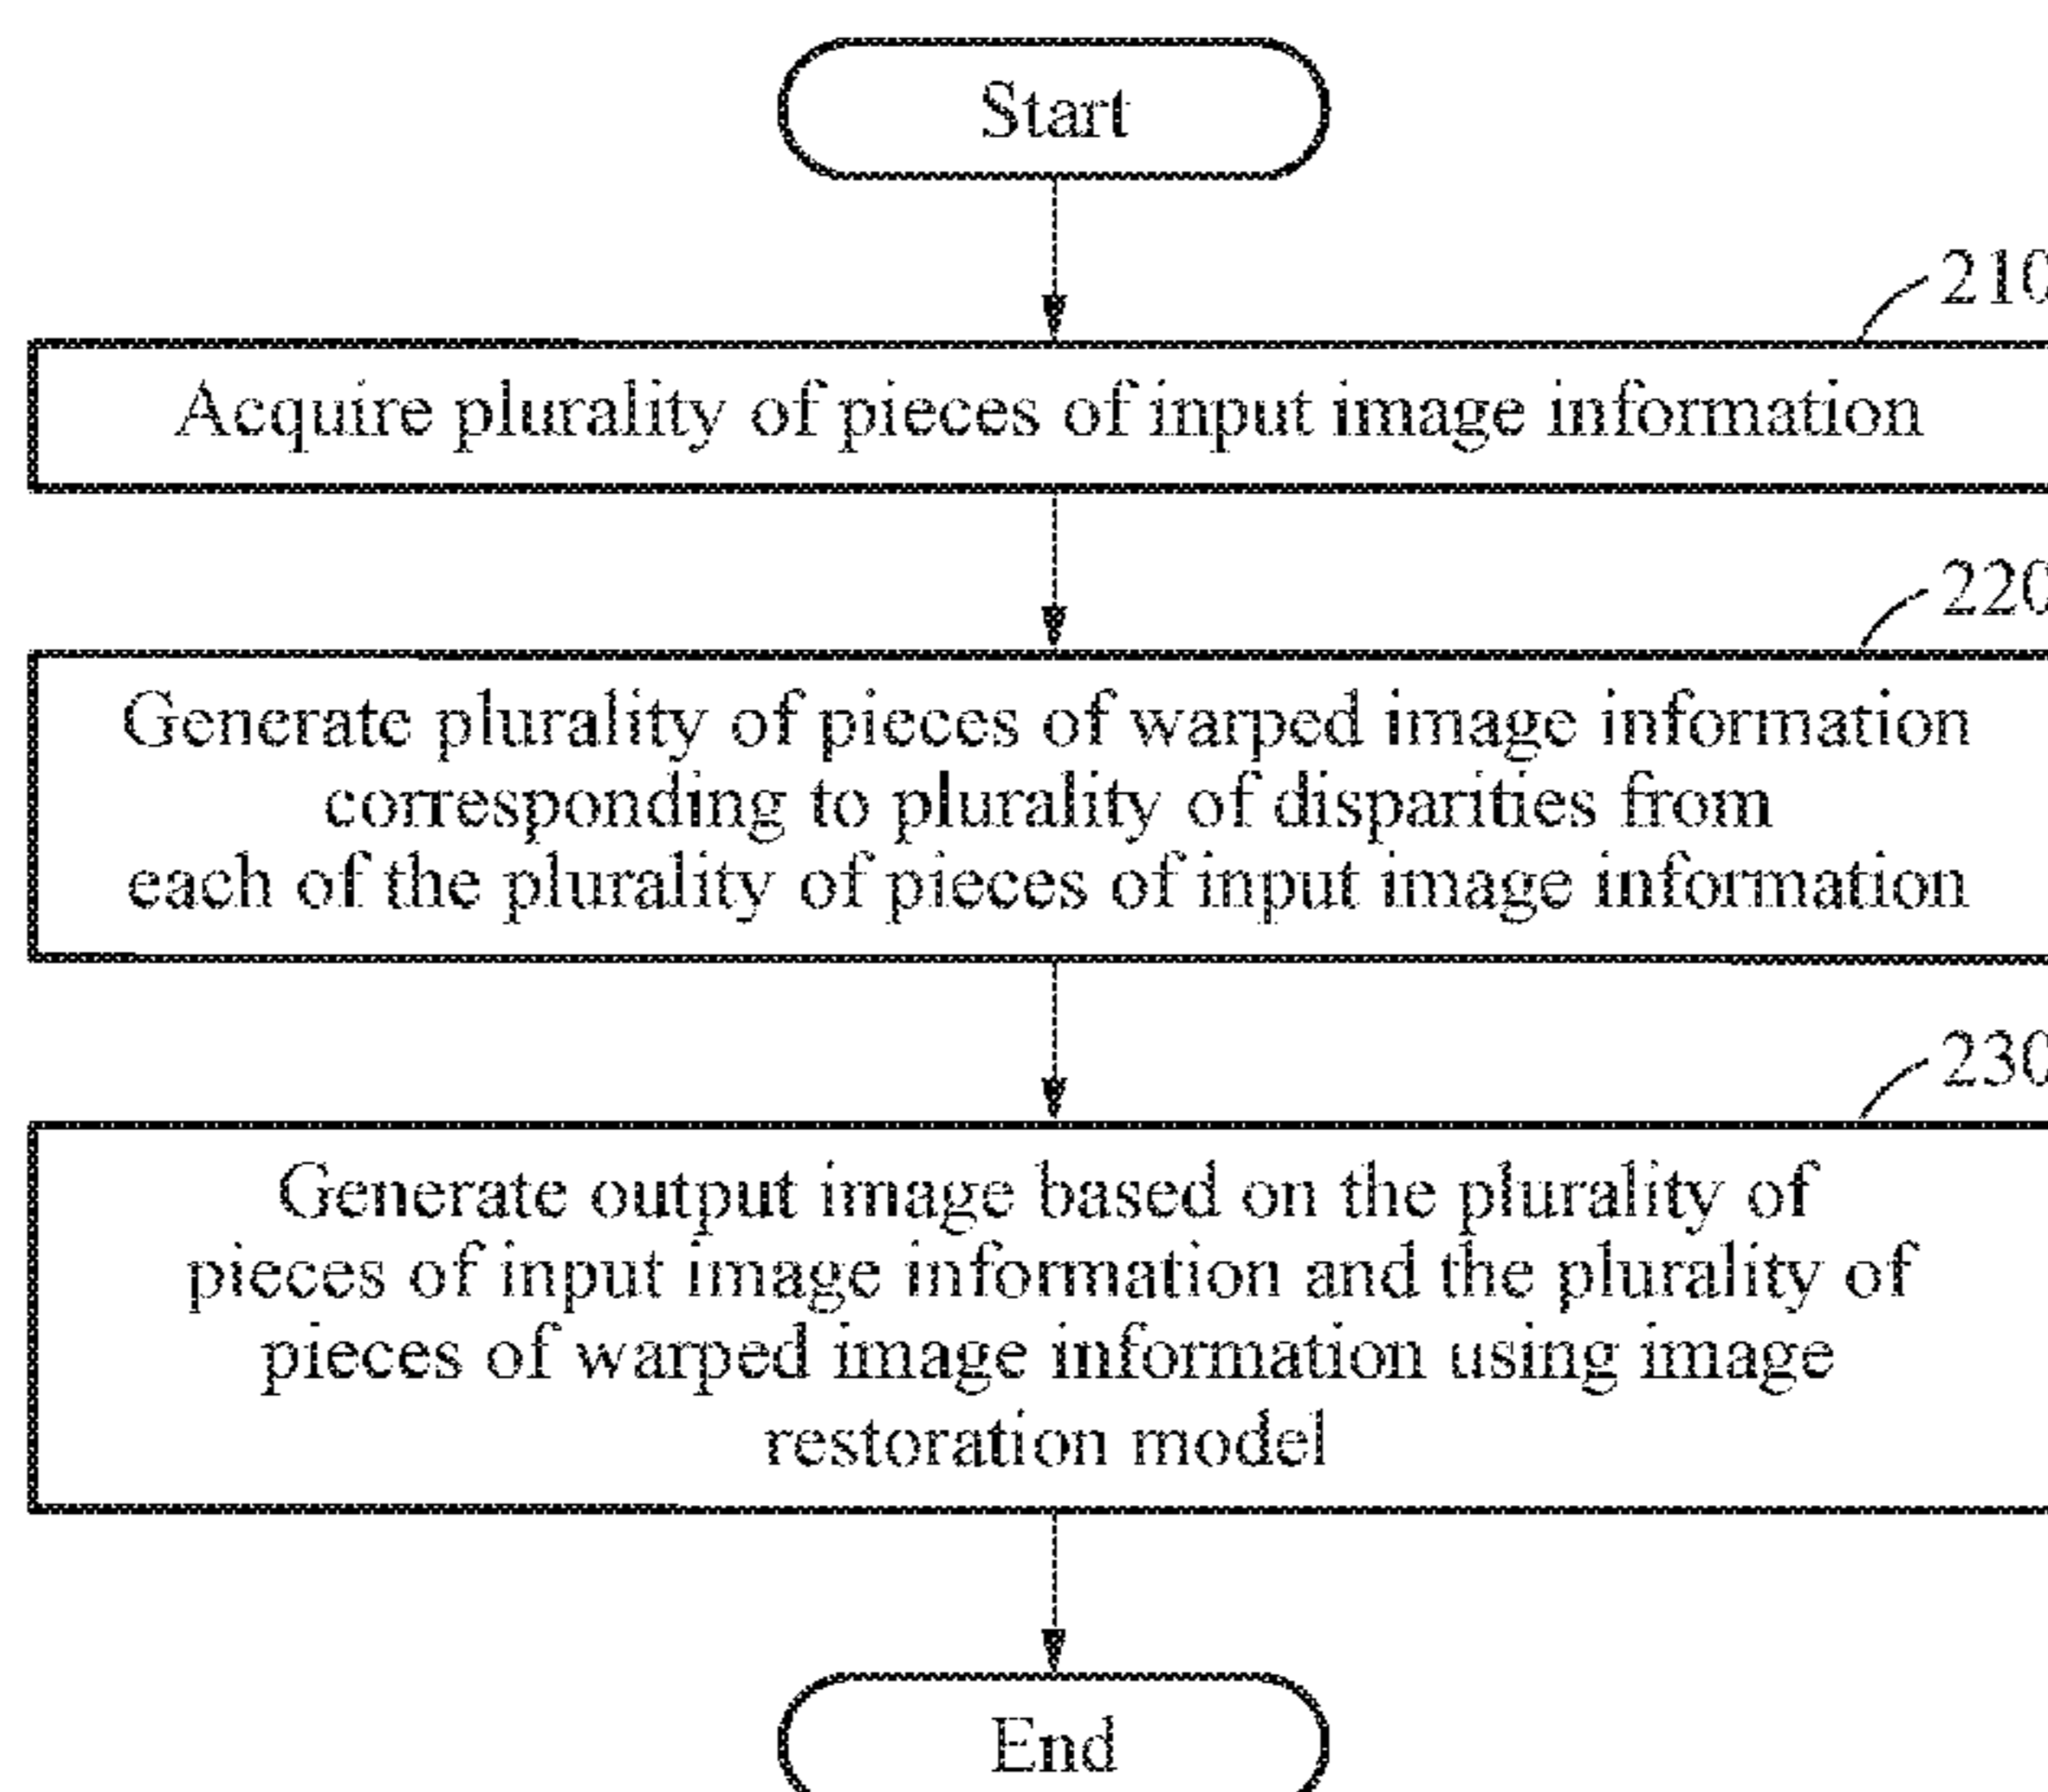 Start
210
Acquire plurality of pieces of input image information
220
Generate plurality of pieces of warped image information
corresponding to plurality of disparities from
each of the plurality of pieces of input image information
230
Generate output image based on the plurality of
pieces of input image information and the plurality of
pieces of warped image information using image
restoration model
End